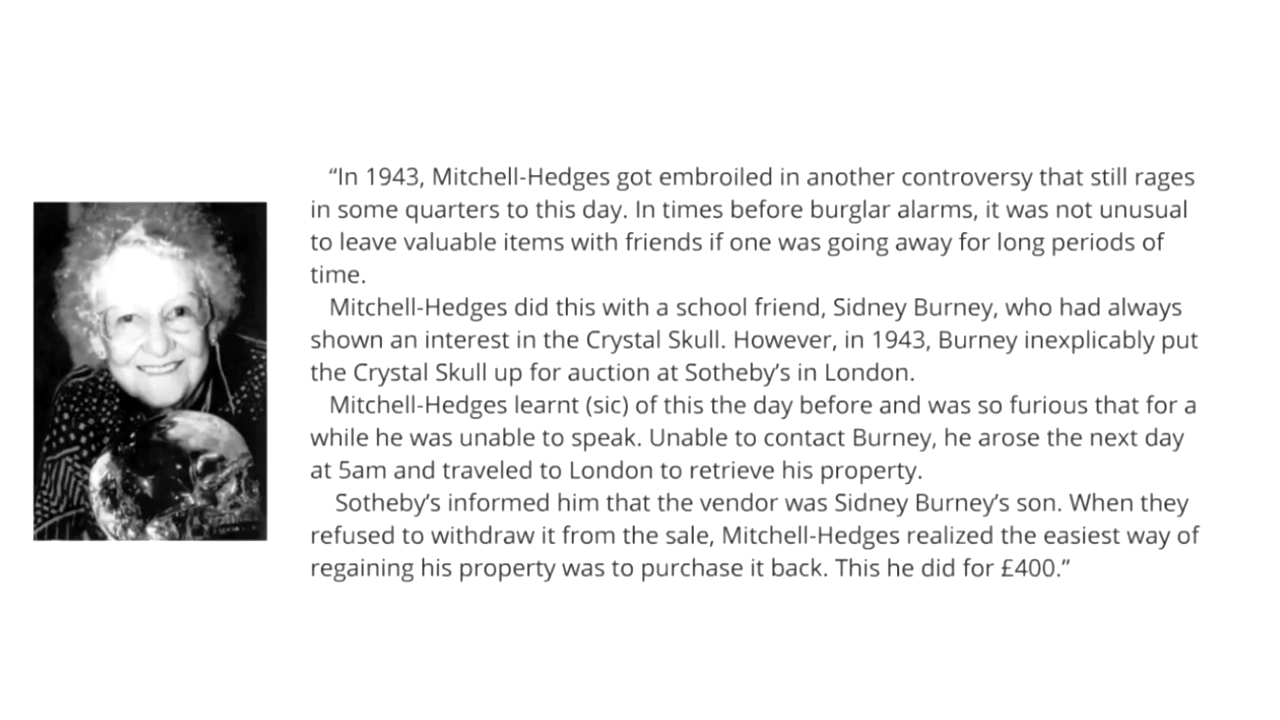 “In 1943, Mitchell-Hedges got embroiled in another controversy that still rages
in some quarters to this day. In times before burglar alarms, it was not unusual
to leave valuable items with friends if one was going away for long periods of
time.
Mitchell-Hedges did this with a school friend, Sidney Burney, who had always
shown an interest in the Crystal Skull. However, in 1943, Burney inexplicably put
the Crystal Skull up for auction at Sotheby’s in London.
Mitchell-Hedges learnt (sic) of this the day before and was so furious that for a
while he was unable to speak. Unable to contact Burney, he arose the next day
at 5am and traveled to London to retrieve his property.
Sotheby’s informed him that the vendor was Sidney Burney’s son. When they
refused to withdraw it from the sale, Mitchell-Hedges realized the easiest way of
regaining his property was to purchase it back. This he did for £400.”